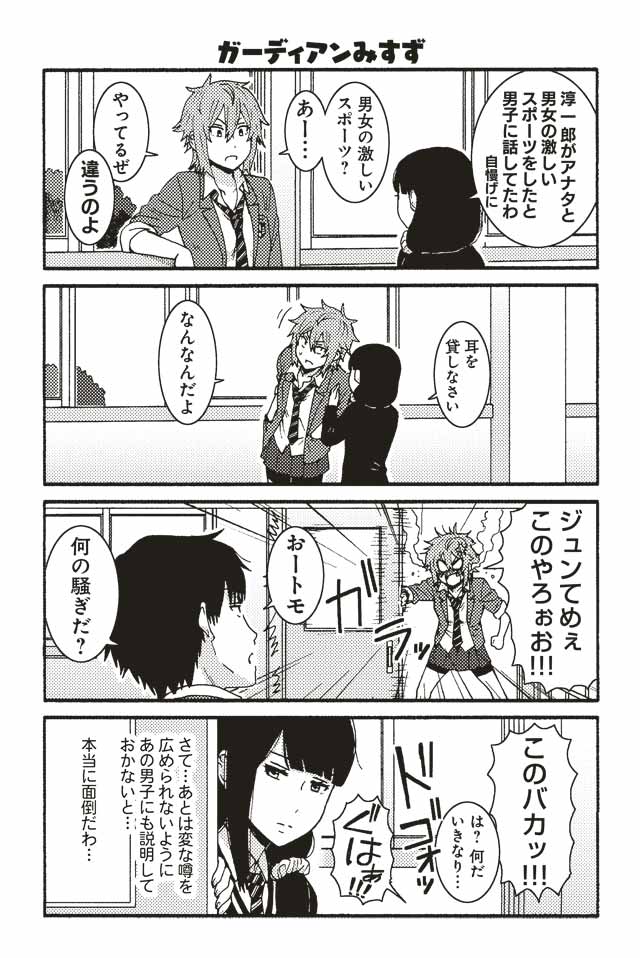 ガーディアンみすず
淳一郎がアナタと
男女の激しい
スポーツをしたと
男子に話してたわ
自慢げに
男女の激しい
スポーツ?
あー…
やってるぜ
違うのよ
耳を
貸しなさい
なんなんだよ
ジュンてめぇ
このやろぉお!!!
ガラッ
おートモ
何の騒ぎだ?
このバカッ!!!
は?何だ
いきなり…
ドゴォッ
ぐはぁ!!!
さて…あとは変な噂を
広められないように
あの男子にも説明して
おかないと…
本当に面倒だわ…